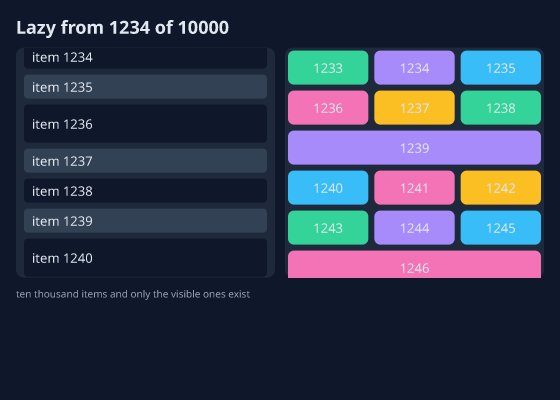 Lazy from 1234 of 10000
item 1234
item 1235
item 1236
item 1237
item 1238
item 1239
item 1240
1233 1234 1235
1236 1237 1238
1239
1240 1241 1242
1243 1244 1245
1246
ten thousand items and only the visible ones exist